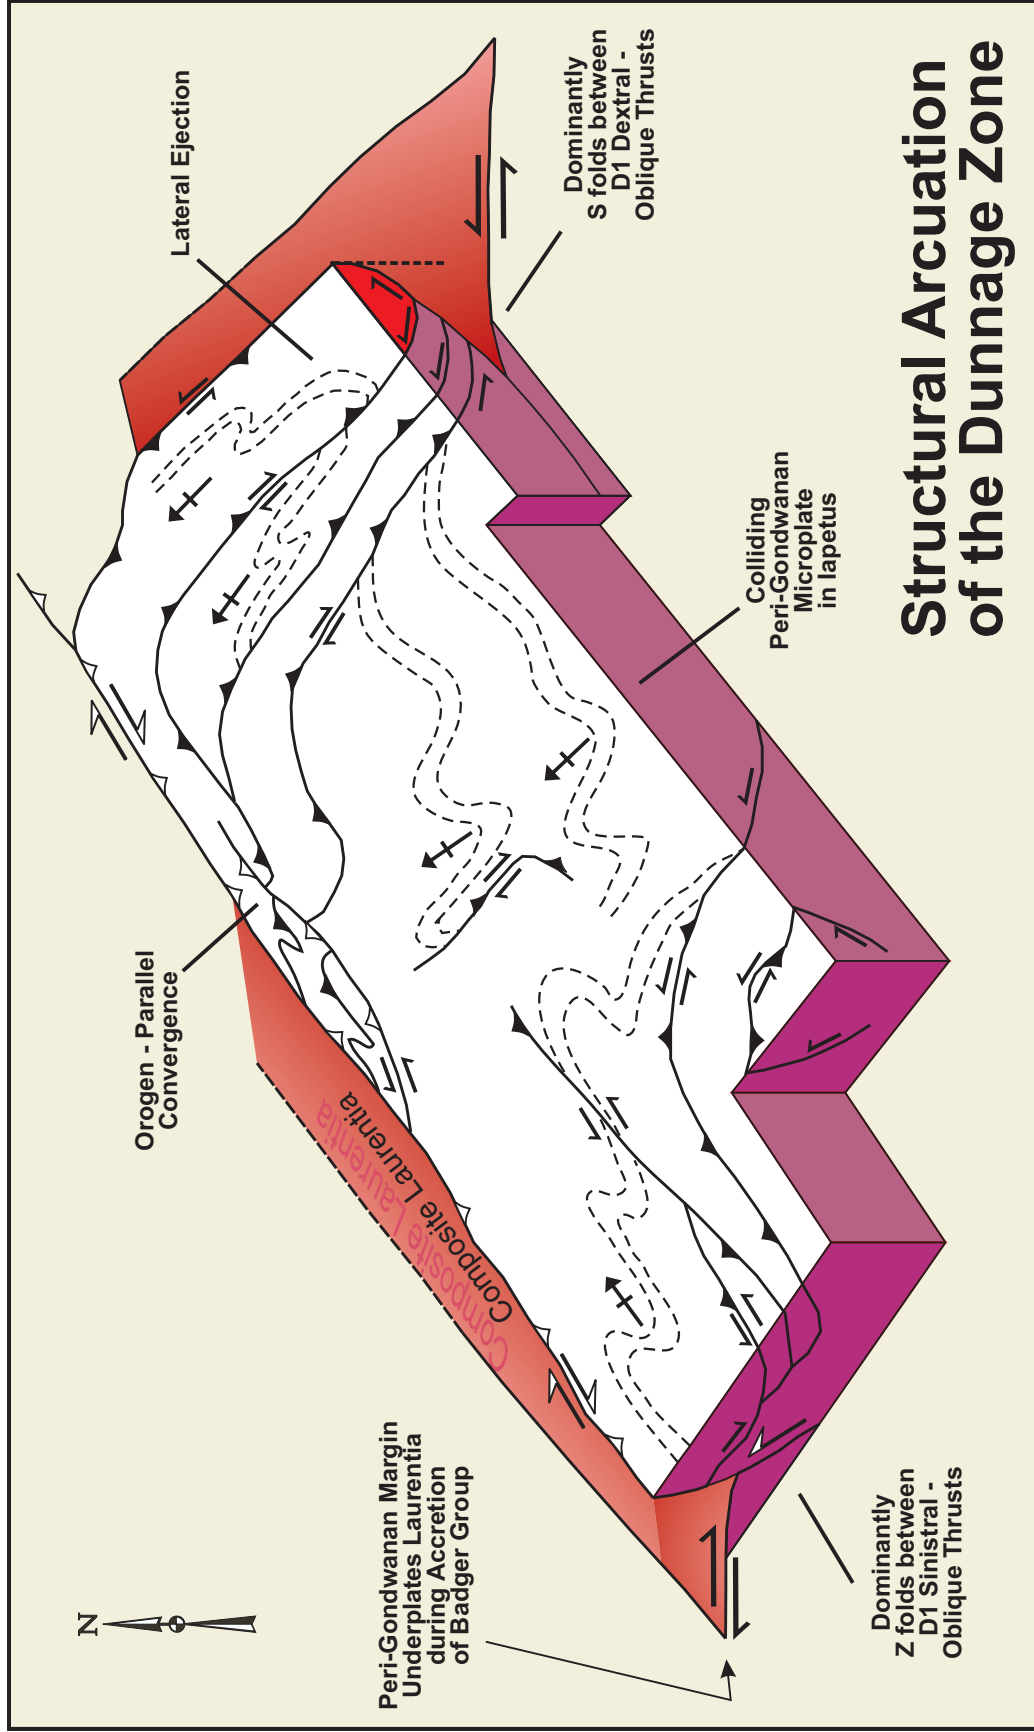 N
Peri-Gondwanan Margin
Underplates Laurentia
during Accretion
of Badger Group
Orogen - Parallel
Convergence
Lateral Ejection
Composite Laurentia
Composite Laurentia
Dominantly
S folds between
D1 Dextral -
Oblique Thrusts
Colliding
Peri-Gondwanan
Microplate
in Iapetus
Dominantly
Z folds between
D1 Sinistral -
Oblique Thrusts
Structural Arcuation
of the Dunnage Zone